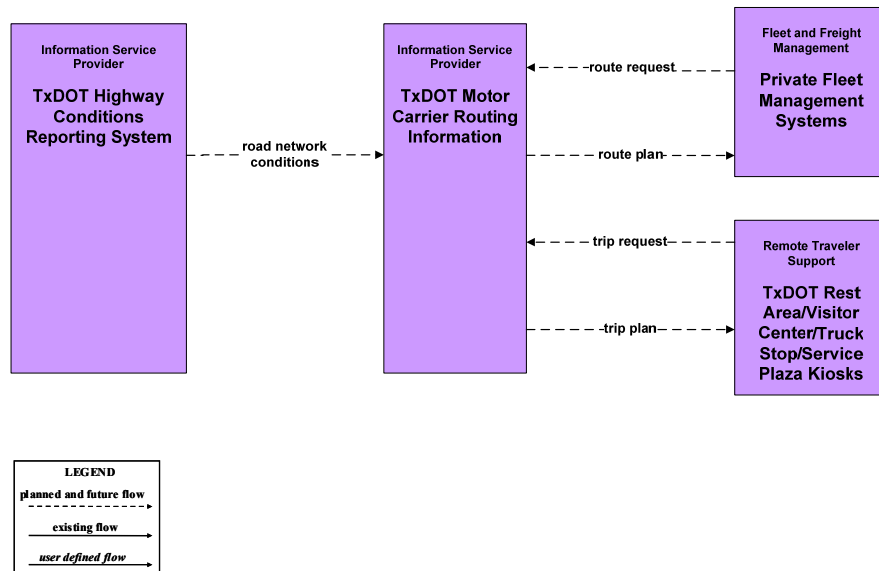 Information Service
Provider
TxDOT Highway
Conditions
Reporting System
road network
conditions
Information Service
Provider
TxDOT Motor
Carrier Routing
Information
route request
route plan
trip request
trip plan
Fleet and Freight
Management
Private Fleet
Management
Systems
Remote Traveler
Support
TxDOT Rest
Area/Visitor
Center/Truck
Stop/Service
Plaza Kiosks
LEGEND
planned and future flow
existing flow
user defined flow